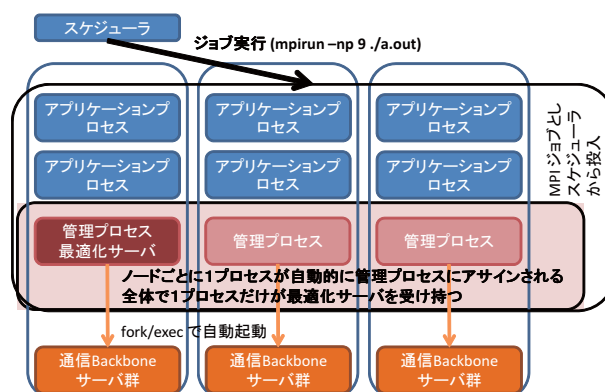 スケジューラ
ジョブ実行 (mpirun –np 9 ./a.out)
アプリケーションプ
ロセス
アプリケーションプ
ロセス
アプリケーションプ
ロセス
アプリケーションプ
ロセス
アプリケーションプ
ロセス
アプリケーションプ
ロセス
MPI ジョブとし
スケジューラ
から投入
管理プロセス
最適化サーバ
管理プロセス
管理プロセス
ノードごとに1プロセスが自動的に管理プロセスにアサインされる
全体で1プロセスだけが最適化サーバを受け持つ
fork/exec で自動起動
通信Backbone
サーバ群
通信Backbone
サーバ群
通信Backbone
サーバ群